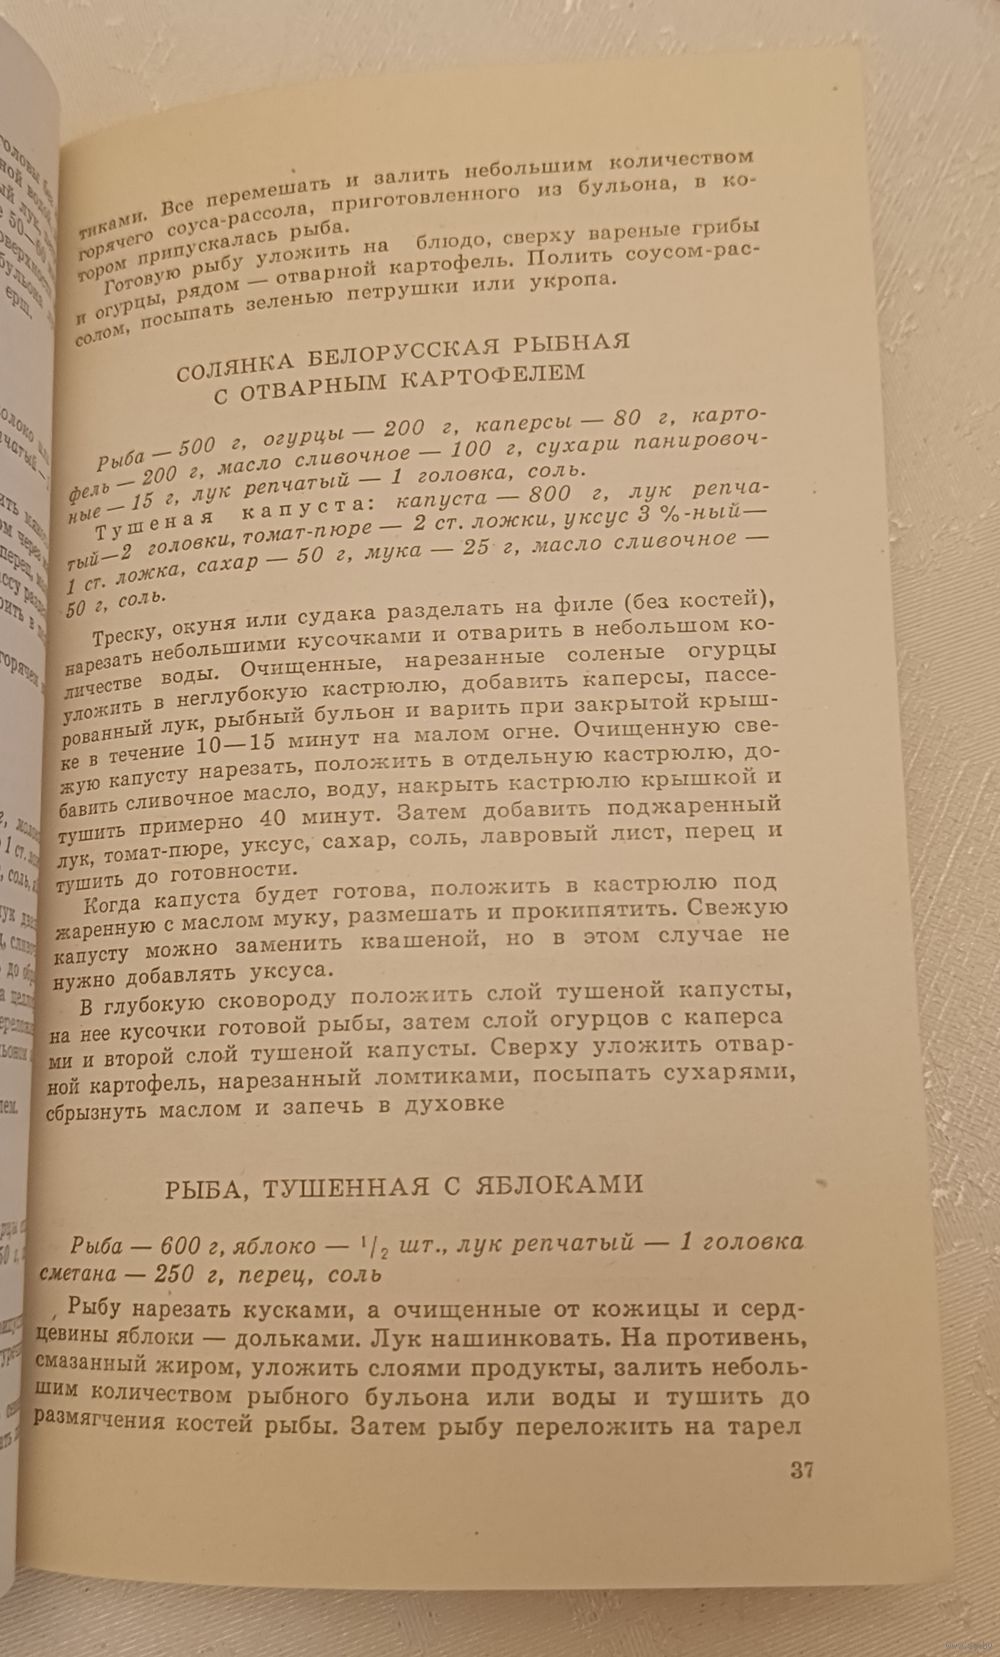 тиками. Все перемешать и залить небольшим количеством
горячего соуса-рассола, приготовленного из бульона, в ко-
тором припускалась рыба.
Готовую рыбу уложить на блюдо, сверху вареные грибы
и огурцы, рядом — отварной картофель. Полить соусом-рас-
солом, посыпать зеленью петрушки или укропа.
СОЛЯНКА БЕЛОРУССКАЯ РЫБНАЯ
С ОТВАРНЫМ КАРТОФЕЛЕМ
Рыба — 500 г, огурцы — 200 г, каперсы — 80 г, карто-
фель — 200 г, масло сливочное — 100 г, сухари панировоч-
ные — 15 г, лук репчатый — 1 головка, соль.
Тушеная капуста: капуста — 800 г, лук репча-
тый—2 головки, томат-пюре — 2 ст. ложки, уксус 3 %-ный—
1 ст. ложка, сахар — 50 г, мука — 25 г, масло сливочное —
50 г, соль.
Треску, окуня или судака разделать на филе (без костей),
нарезать небольшими кусочками и отварить в небольшом ко-
личестве воды. Очищенные, нарезанные соленые огурцы
уложить в неглубокую кастрюлю, добавить каперсы, пассе-
рованный лук, рыбный бульон и варить при закрытой крыш-
ке в течение 10—15 минут на малом огне. Очищенную све-
жую капусту нарезать, положить в отдельную кастрюлю, до-
бавить сливочное масло, воду, накрыть кастрюлю крышкой и
тушить примерно 40 минут. Затем добавить поджаренный
лук, томат-пюре, уксус, сахар, соль, лавровый лист, перец и
тушить до готовности.
Когда капуста будет готова, положить в кастрюлю под
жаренную с маслом муку, размешать и прокипятить. Свежую
капусту можно заменить квашеной, но в этом случае не
нужно добавлять уксуса.
В глубокую сковороду положить слой тушеной капусты,
на нее кусочки готовой рыбы, затем слой огурцов с каперса
ми и второй слой тушеной капусты. Сверху уложить отвар-
ной картофель, нарезанный ломтиками, посыпать сухарями,
сбрызнуть маслом и запечь в духовке
РЫБА, ТУШЕННАЯ С ЯБЛОКАМИ
Рыба — 600 г, яблоко — 1/2 шт., лук репчатый — 1 головка
сметана — 250 г, перец, соль
Рыбу нарезать кусками, а очищенные от кожицы и серд-
цевины яблоки — дольками. Лук нашинковать. На противень,
смазанный жиром, уложить слоями продукты, залить неболь-
шим количеством рыбного бульона или воды и тушить до
размягчения костей рыбы. Затем рыбу переложить на тарел
37